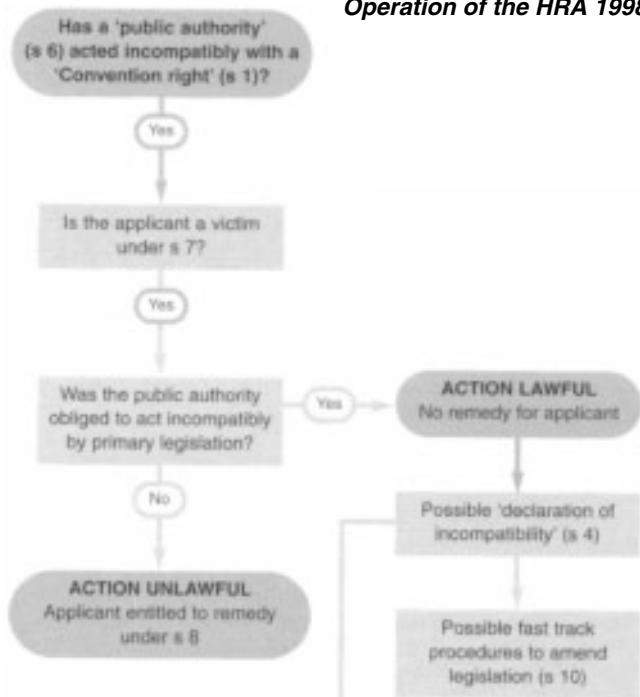 Operation of the HRA 1998
Has a 'public authority'
(s 6) acted incompatibly with a
'Convention right' (s 1)?
Yes
Is the applicant a victim
under s 7?
Yes
Was the public authority
obliged to act incompatibly
by primary legislation?
Yes
ACTION LAWFUL
No remedy for applicant
No
Possible 'declaration of
incompatibility' (s 4)
ACTION UNLAWFUL
Applicant entitled to remedy
under s 8
Possible fast track
procedures to amend
legislation (s 10)